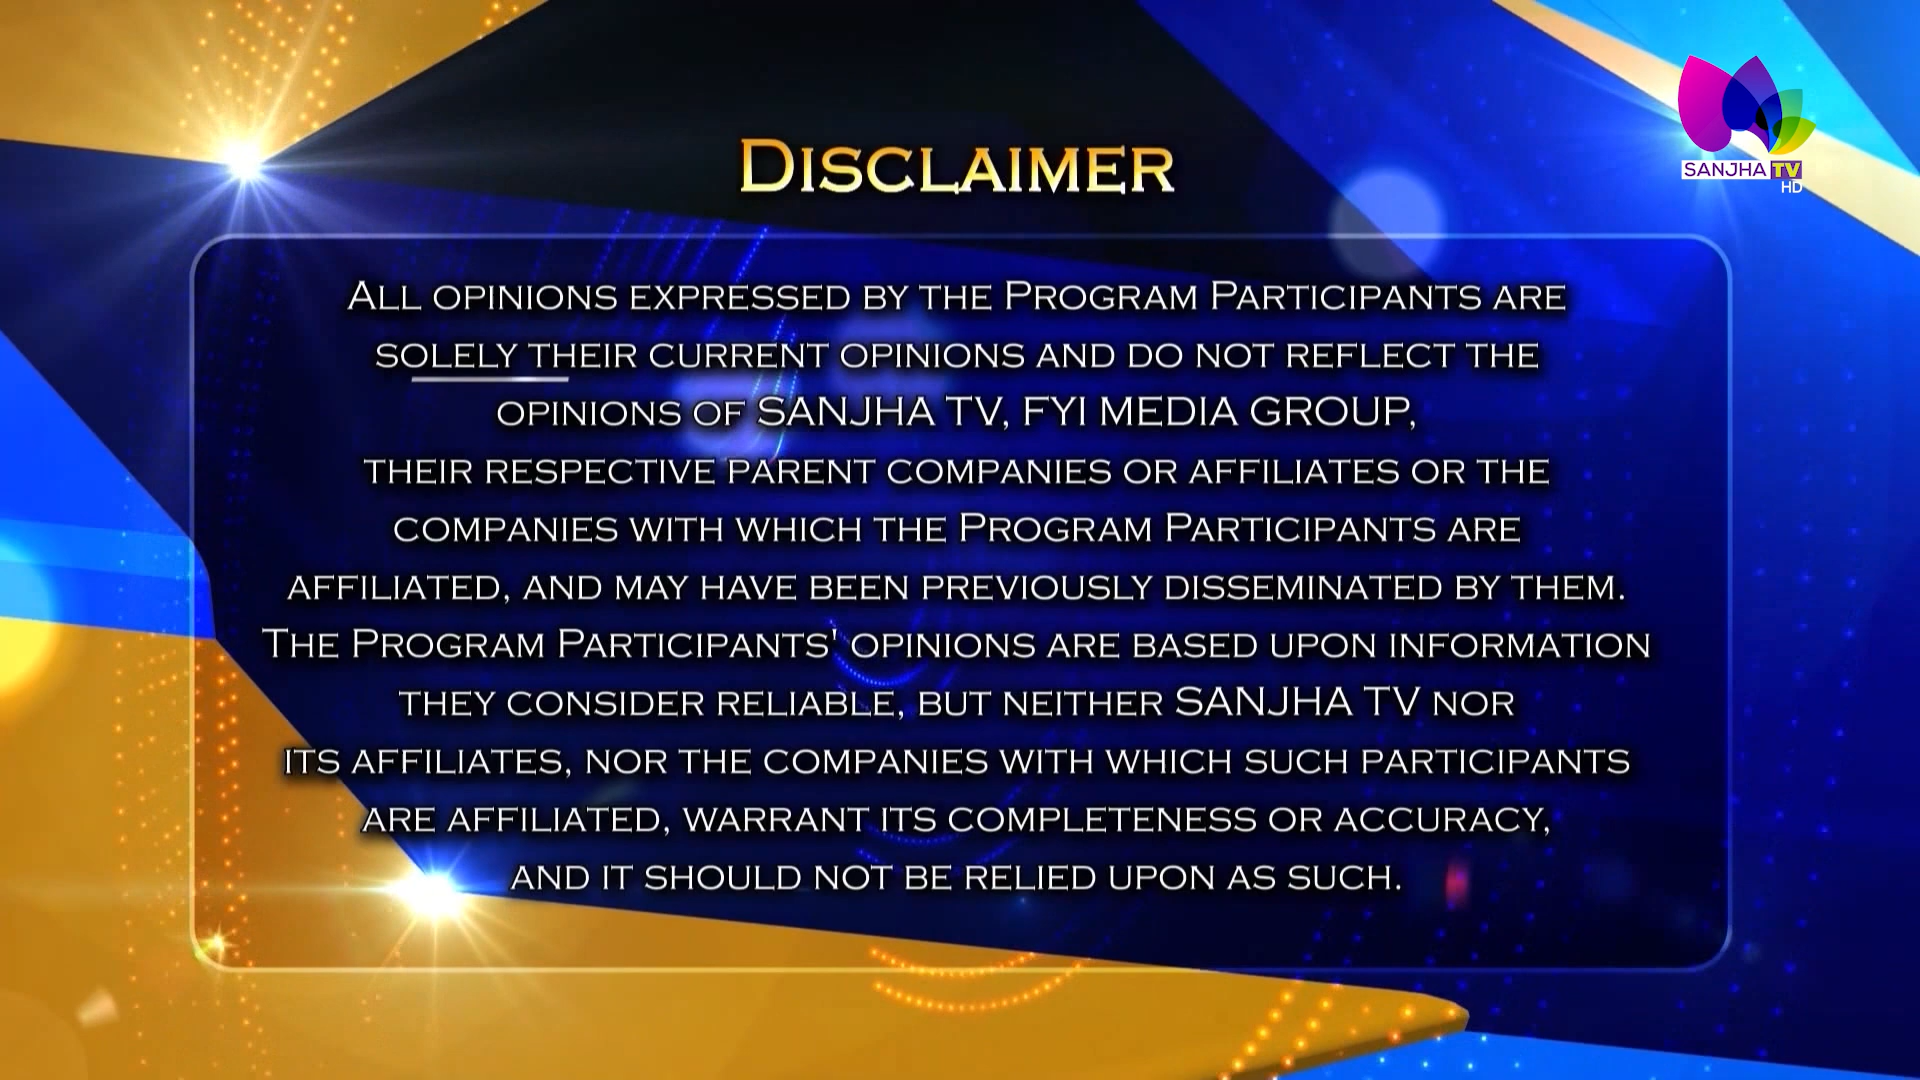 SANJHA TV
HD
DISCLAIMER
ALL OPINIONS EXPRESSED BY THE PROGRAM PARTICIPANTS ARE
SOLELY THEIR CURRENT OPINIONS AND DO NOT REFLECT THE
OPINIONS OF SANJHA TV, FYI MEDIA GROUP,
THEIR RESPECTIVE PARENT COMPANIES OR AFFILIATES OR THE
COMPANIES WITH WHICH THE PROGRAM PARTICIPANTS ARE
AFFILIATED, AND MAY HAVE BEEN PREVIOUSLY DISSEMINATED BY THEM.
THE PROGRAM PARTICIPANTS' OPINIONS ARE BASED UPON INFORMATION
THEY CONSIDER RELIABLE, BUT NEITHER SANJHA TV NOR
ITS AFFILIATES, NOR THE COMPANIES WITH WHICH SUCH PARTICIPANTS
ARE AFFILIATED, WARRANT ITS COMPLETENESS OR ACCURACY,
AND IT SHOULD NOT BE RELIED UPON AS SUCH.